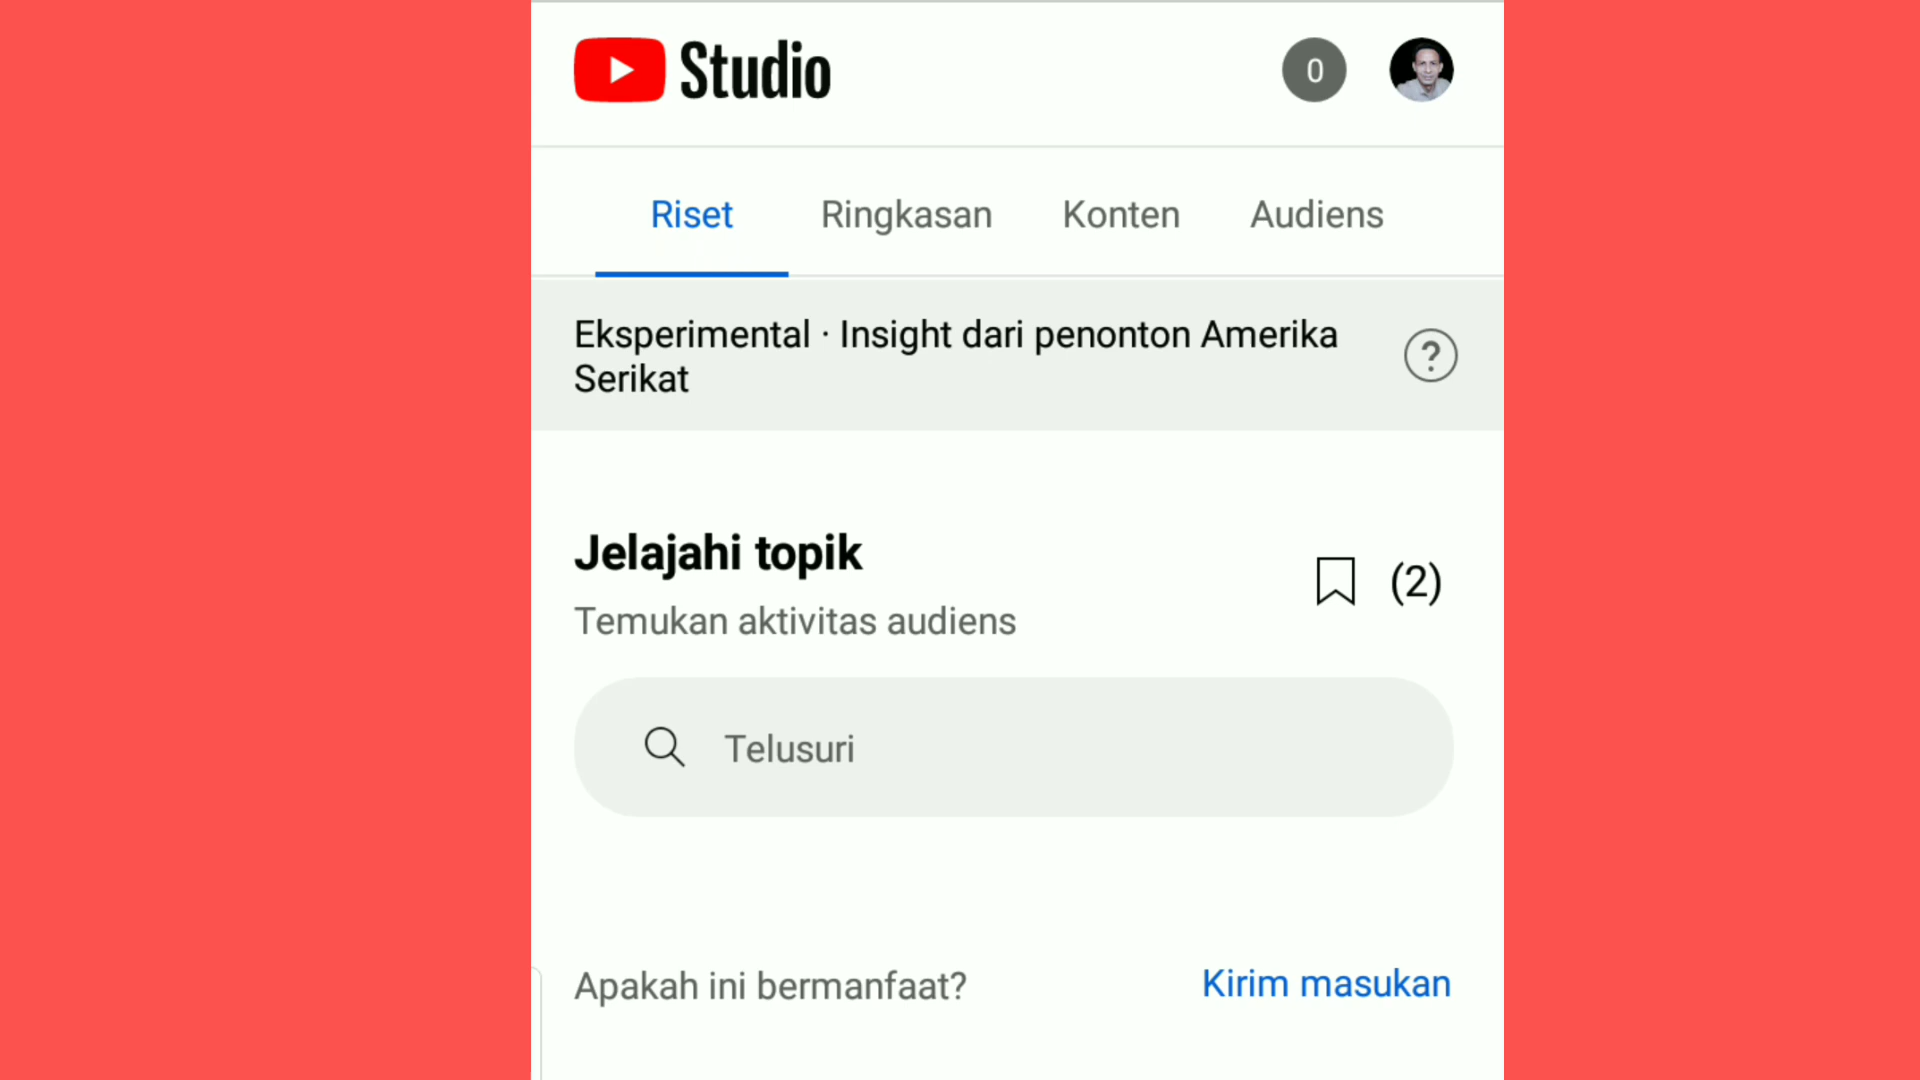 Studio
0
Riset Ringkasan Konten Audiens
Eksperimental · Insight dari penonton Amerika
Serikat
?
Jelajahi topik
(2)
Temukan aktivitas audiens
Telusuri
Apakah ini bermanfaat? Kirim masukan